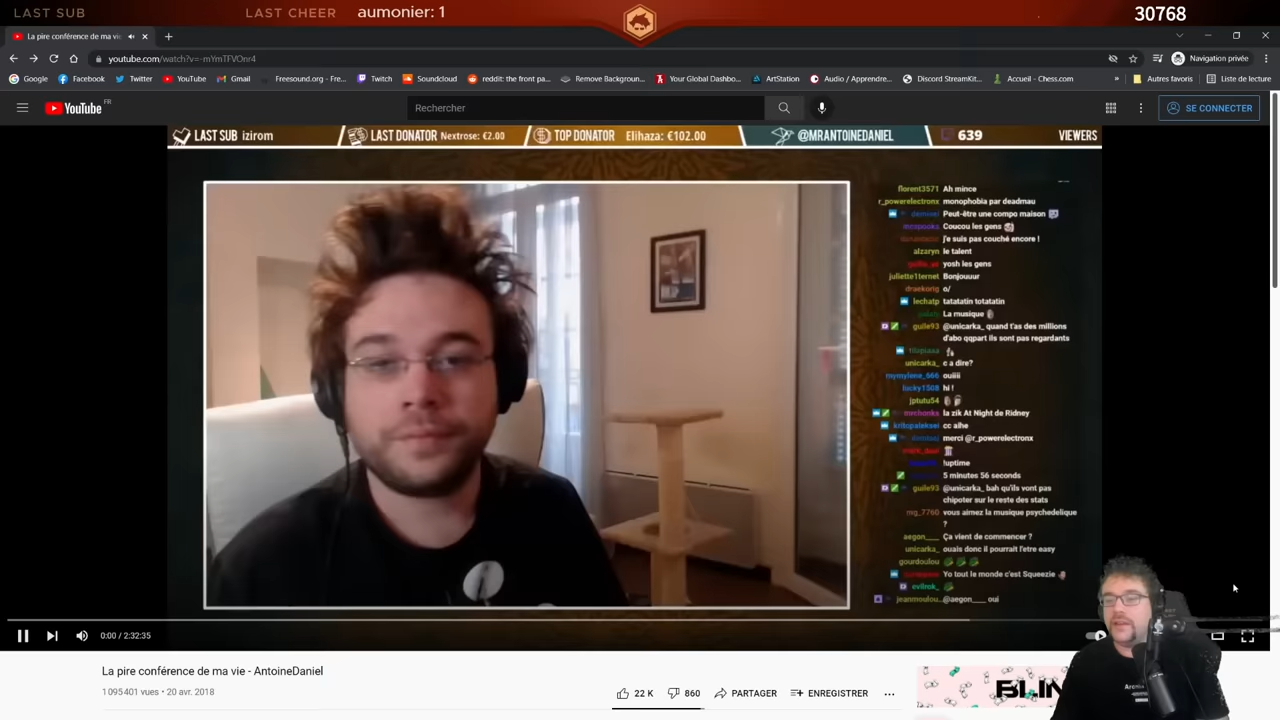 LAST SUB
LAST CHEER
aumonier: 1
30768
La pire conférence de ma vie
youtube.com/watch?v=-mYmTFVOnr4
Navigation privée
Google
Facebook
Twitter
YouTube
Gmail
Freesound.org - Fre...
Twitch
Soundcloud
reddit: the front pa...
Remove Backgroun...
Your Global Dashbo...
ArtStation
Audio / Apprendre...
Discord StreamKit...
Accueil - Chess.com
Autres favoris
Liste de lecture
YouTube FR
Rechercher
SE CONNECTER
LAST SUB izirom
LAST DONATOR Nextrose: €2.00
TOP DONATOR Elihaza: €102.00
@MRANTOINEDANIEL
639
VIEWERS
florent3571 Ah mince
r_powerelectronx monophobia par deadmau
Peut-être une compo maison
Coucou les gens
j'e suis pas couché encore !
alzaryn le talent
yosh les gens
juliette1ternet Bonjouuur
draekorig o/
lechatp tatatatin totatatin
La musique
guile93 @unicarka_ quand t'as des millions
d'abo qqpart ils sont pas regardants
unicarka_ c a dire?
mymylene_666 ouiiii
lucky1508 hi !
jptutu54
mrchonks la zik At Night de Ridney
kritopaleksei cc aihe
merci @r_powerelectronx
!uptime
5 minutes 56 seconds
guile93 @unicarka_ bah qu'ils vont pas
chipoter sur le reste des stats
mg_7760 vous aimez la musique psychedelique
?
aegon____ Ça vient de commencer ?
unicarka_ ouais donc il pourrait l'etre easy
gourdoulou
Yo tout le monde c'est Squeezie
evilrok_
jeanmoulou.. @aegon____ oui
0:00 / 2:32:35
La pire conférence de ma vie - AntoineDaniel
1 095 401 vues • 20 avr. 2018
22 K
860
PARTAGER
ENREGISTRER